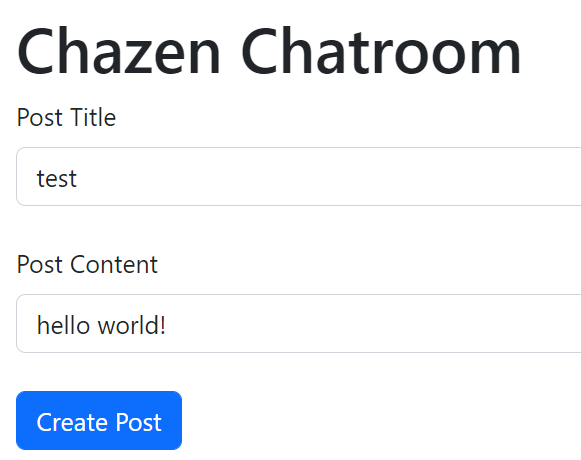 Chazen Chatroom
Post Title
test
Post Content
hello world!
Create Post